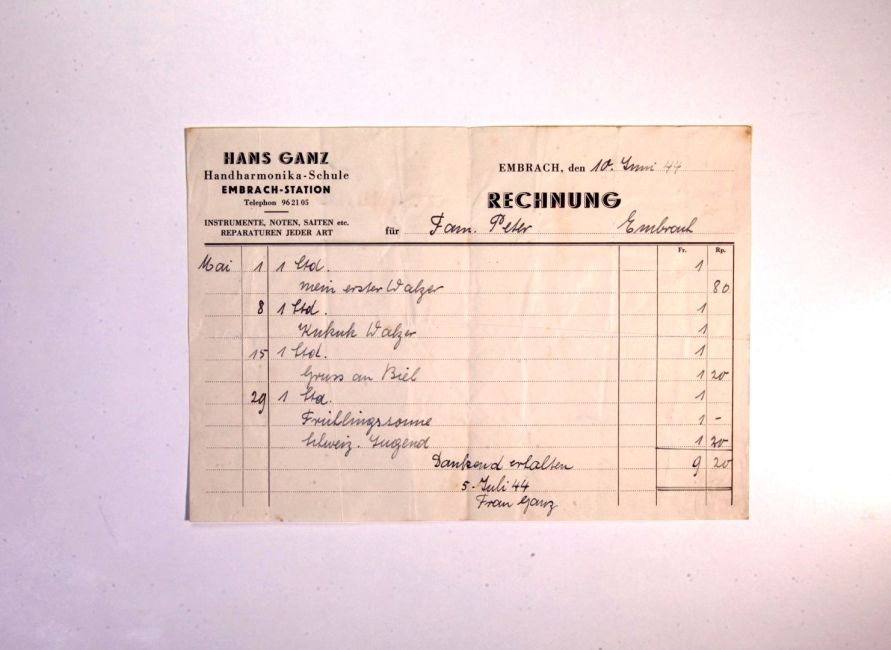 HANS GANZ
Handharmonika-Schule
EMBRACH-STATION
Telephon 96 21 05
INSTRUMENTE, NOTEN, SAITEN etc.
REPARATUREN JEDER ART
EMBRACH, den 10. Juni 44
RECHNUNG
für Fam. Peter Embrach
Fr. Rp.
Mai 1 1 Std. 1
mein erster Walzer 80
8 1 Std. 1
Kukuk Walzer 1
15 1 Std. 1
Gruss an Biel 1 20
29 1 Std. 1
Frühlingssonne 1 -
Schweiz. Jugend 1 20
Dankend erhalten 9 20
5. Juli 44
Frau Ganz